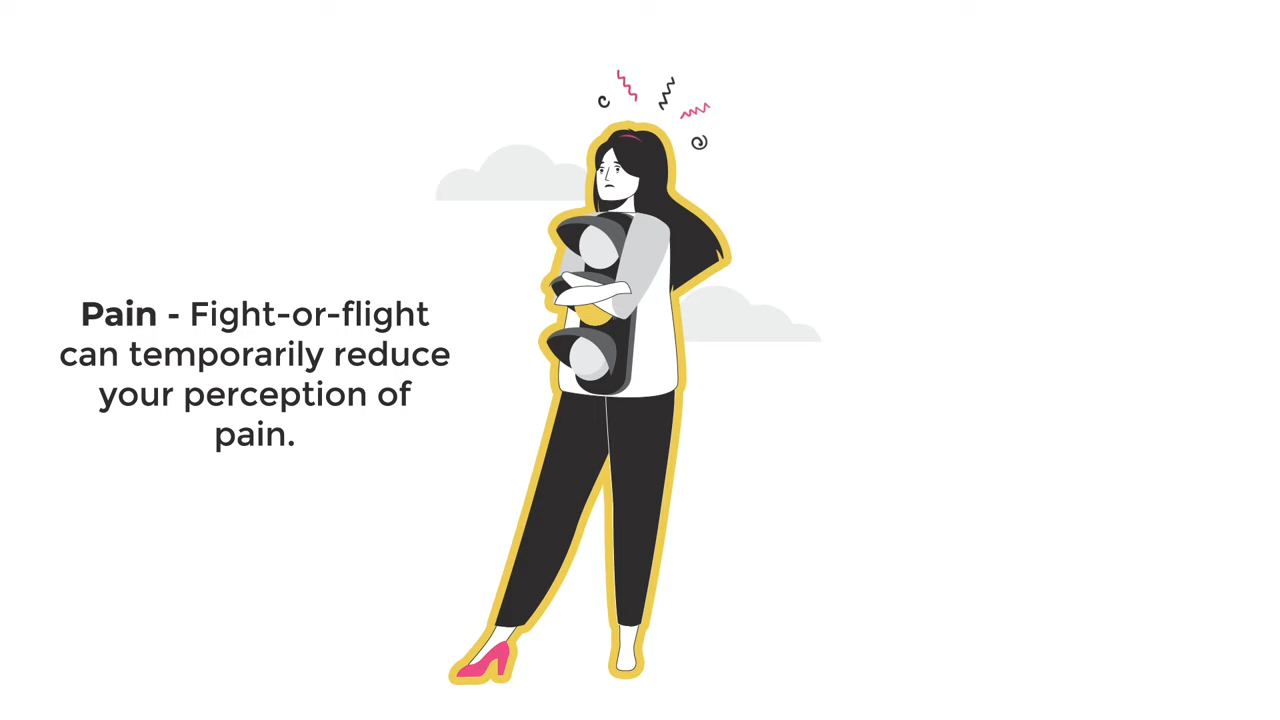 Pain - Fight-or-flight
can temporarily reduce
your perception of
pain.